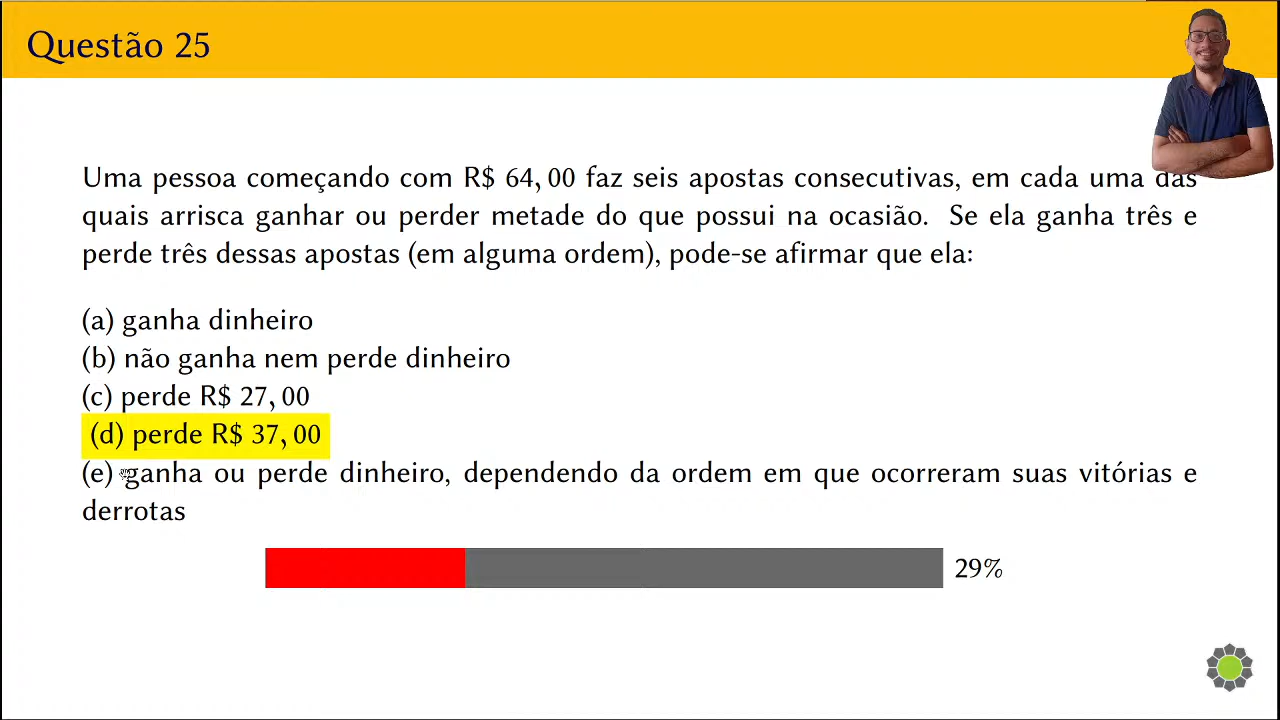 Questão 25
Uma pessoa começando com R$ 64, 00 faz seis apostas consecutivas, em cada uma das
quais arrisca ganhar ou perder metade do que possui na ocasião. Se ela ganha três e
perde três dessas apostas (em alguma ordem), pode-se afirmar que ela:
(a) ganha dinheiro
(b) não ganha nem perde dinheiro
(c) perde R$ 27, 00
(d) perde R$ 37, 00
(e) ganha ou perde dinheiro, dependendo da ordem em que ocorreram suas vitórias e
derrotas
29%